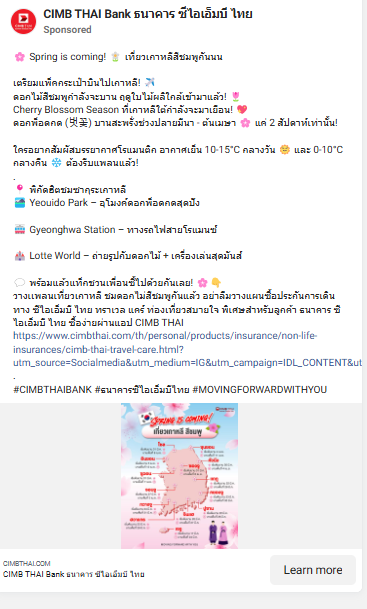 CIMB THAI Bank ธนาคาร ซีไอเอ็มบี ไทย
Sponsored
🌸 Spring is coming! 🌷 เที่ยวเกาหลีสีชมพูกันนน
เตรียมแพ็คกระเป๋าบินไปเกาหลี! ✈️
ดอกไม้สีชมพูกำลังจะบาน ฤดูใบไม้ผลิใกล้เข้ามาแล้ว! 🌷
Cherry Blossom Season ที่เกาหลีใต้กำลังจะมาเยือน! 💖
ดอกพ็อตกด (벚꽃) บานสะพรั่งช่วงปลายมีนา - ต้นเมษา 🌸 แค่ 2 สัปดาห์เท่านั้น!
ใครอยากสัมผัสบรรยากาศโรแมนติก อากาศเย็น 10-15°C กลางวัน 🌞 และ 0-10°C
กลางคืน ❄️ ต้องรีบแพลนแล้ว!
.
📍 พิกัดฮิตชมซากุระเกาหลี
🏞️ Yeouido Park – อุโมงค์ดอกพ็อตกดสุดปัง
🚋 Gyeonghwa Station – ทางรถไฟสายโรแมนซ์
🏰 Lotte World – ถ่ายรูปกับดอกไม้ + เครื่องเล่นสุดมันส์
💬 พร้อมแล้วแท็กชวนเพื่อนชี้ไปด้วยกันเลย! 🌸👇
วางแพลนเที่ยวเกาหลี ชมดอกไม้สีชมพูกันแล้ว อย่าลืมวางแผนซื้อประกันการเดิน
ทาง ซีไอเอ็มบี ไทย ทราเวล แคร์ ท่องเที่ยวสบายใจ พิเศษสำหรับลูกค้า ธนาคาร ซี
ไอเอ็มบี ไทย ซื้อง่ายผ่านแอป CIMB THAI
https://www.cimbthai.com/th/personal/products/insurance/non-life-
insurances/cimb-thai-travel-care.html?
utm_source=Socialmedia&utm_medium=IG&utm_campaign=IDL_CONTENT&ut
.
#CIMBTHAIBANK #ธนาคารซีไอเอ็มบีไทย #MOVINGFORWARDWITHYOU
SPRING IS COMING!
เที่ยวเกาหลี สีชมพู
CIMBTHAI.COM
CIMB THAI Bank ธนาคาร ซีไอเอ็มบี ไทย
Learn more